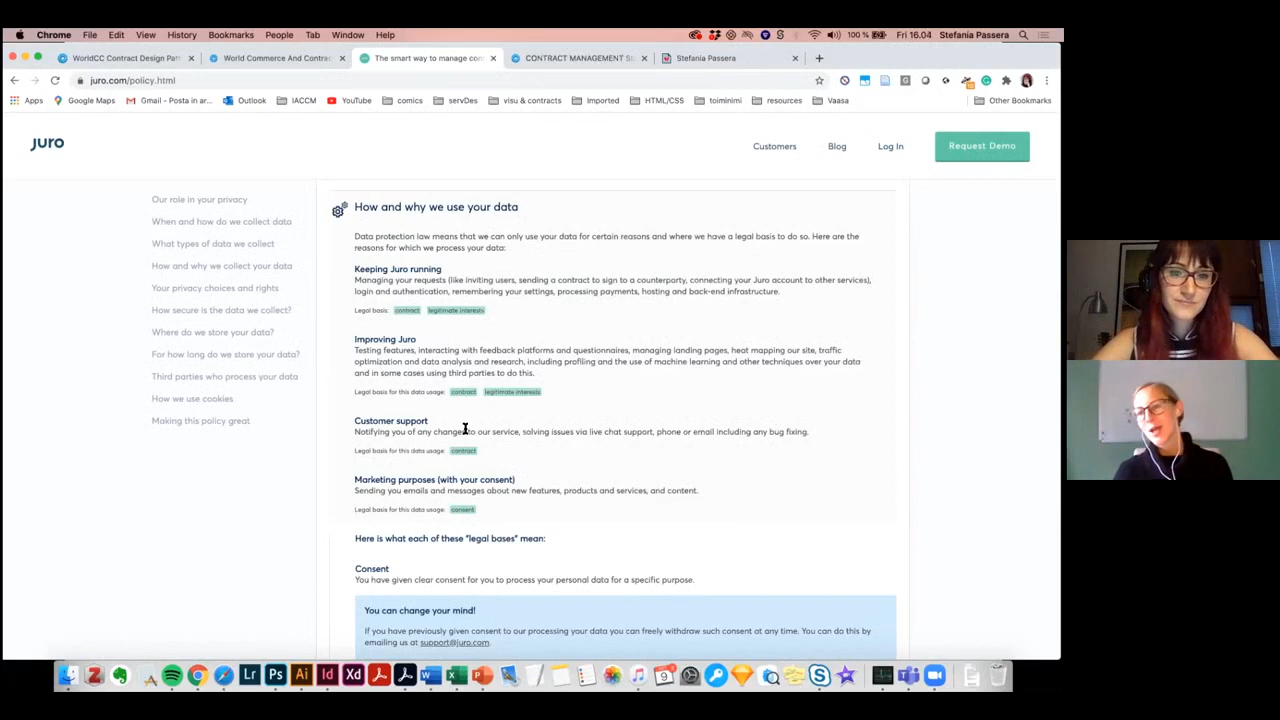 Chrome File Edit View History Bookmarks People Tab Window Help
100 % Fri 16.04 Stefania Passera
WorldCC Contract Design Patt
World Commerce And Contrac
The smart way to manage con
CONTRACT MANAGEMENT St
Stefania Passera
juro.com/policy.html
Apps Google Maps Gmail - Posta in ar... Outlook IACCM YouTube comics servDes visu & contracts Imported HTML/CSS toiminimi resources Vaasa Other Bookmarks
juro
Customers Blog Log In Request Demo
Our role in your privacy
When and how do we collect data
What types of data we collect
How and why we collect your data
Your privacy choices and rights
How secure is the data we collect?
Where do we store your data?
For how long do we store your data?
Third parties who process your data
How we use cookies
Making this policy great
How and why we use your data
Data protection law means that we can only use your data for certain reasons and where we have a legal basis to do so. Here are the
reasons for which we process your data:
Keeping Juro running
Managing your requests (like inviting users, sending a contract to sign to a counterparty, connecting your Juro account to other services),
login and authentication, remembering your settings, processing payments, hosting and back-end infrastructure.
Legal basis: contract legitimate interests
Improving Juro
Testing features, interacting with feedback platforms and questionnaires, managing landing pages, heat mapping our site, traffic
optimization and data analysis and research, including profiling and the use of machine learning and other techniques over your data
and in some cases using third parties to do this.
Legal basis for this data usage: contract legitimate interests
Customer support
Notifying you of any changes to our service, solving issues via live chat support, phone or email including any bug fixing.
Legal basis for this data usage: contract
Marketing purposes (with your consent)
Sending you emails and messages about new features, products and services, and content.
Legal basis for this data usage: consent
Here is what each of these "legal bases" mean:
Consent
You have given clear consent for you to process your personal data for a specific purpose.
You can change your mind!
If you have previously given consent to our processing your data you can freely withdraw such consent at any time. You can do this by
emailing us at support@juro.com.
Lr Ps Ai Id Xd W X P 9 S